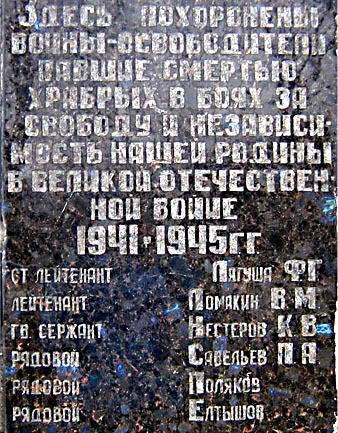 Здесь похоронены
воины-освободители
павшие смертью
храбрых в боях за
свободу и независи-
мость нашей Родины
в Великой Отечествен-
ной войне
1941-1945гг
ст лейтенант Лагуша Ф Г
лейтенант Ломакин В М
гв. сержант Нестеров К В
рядовой Савельев П А
рядовой Поляков
рядовой Елтышов